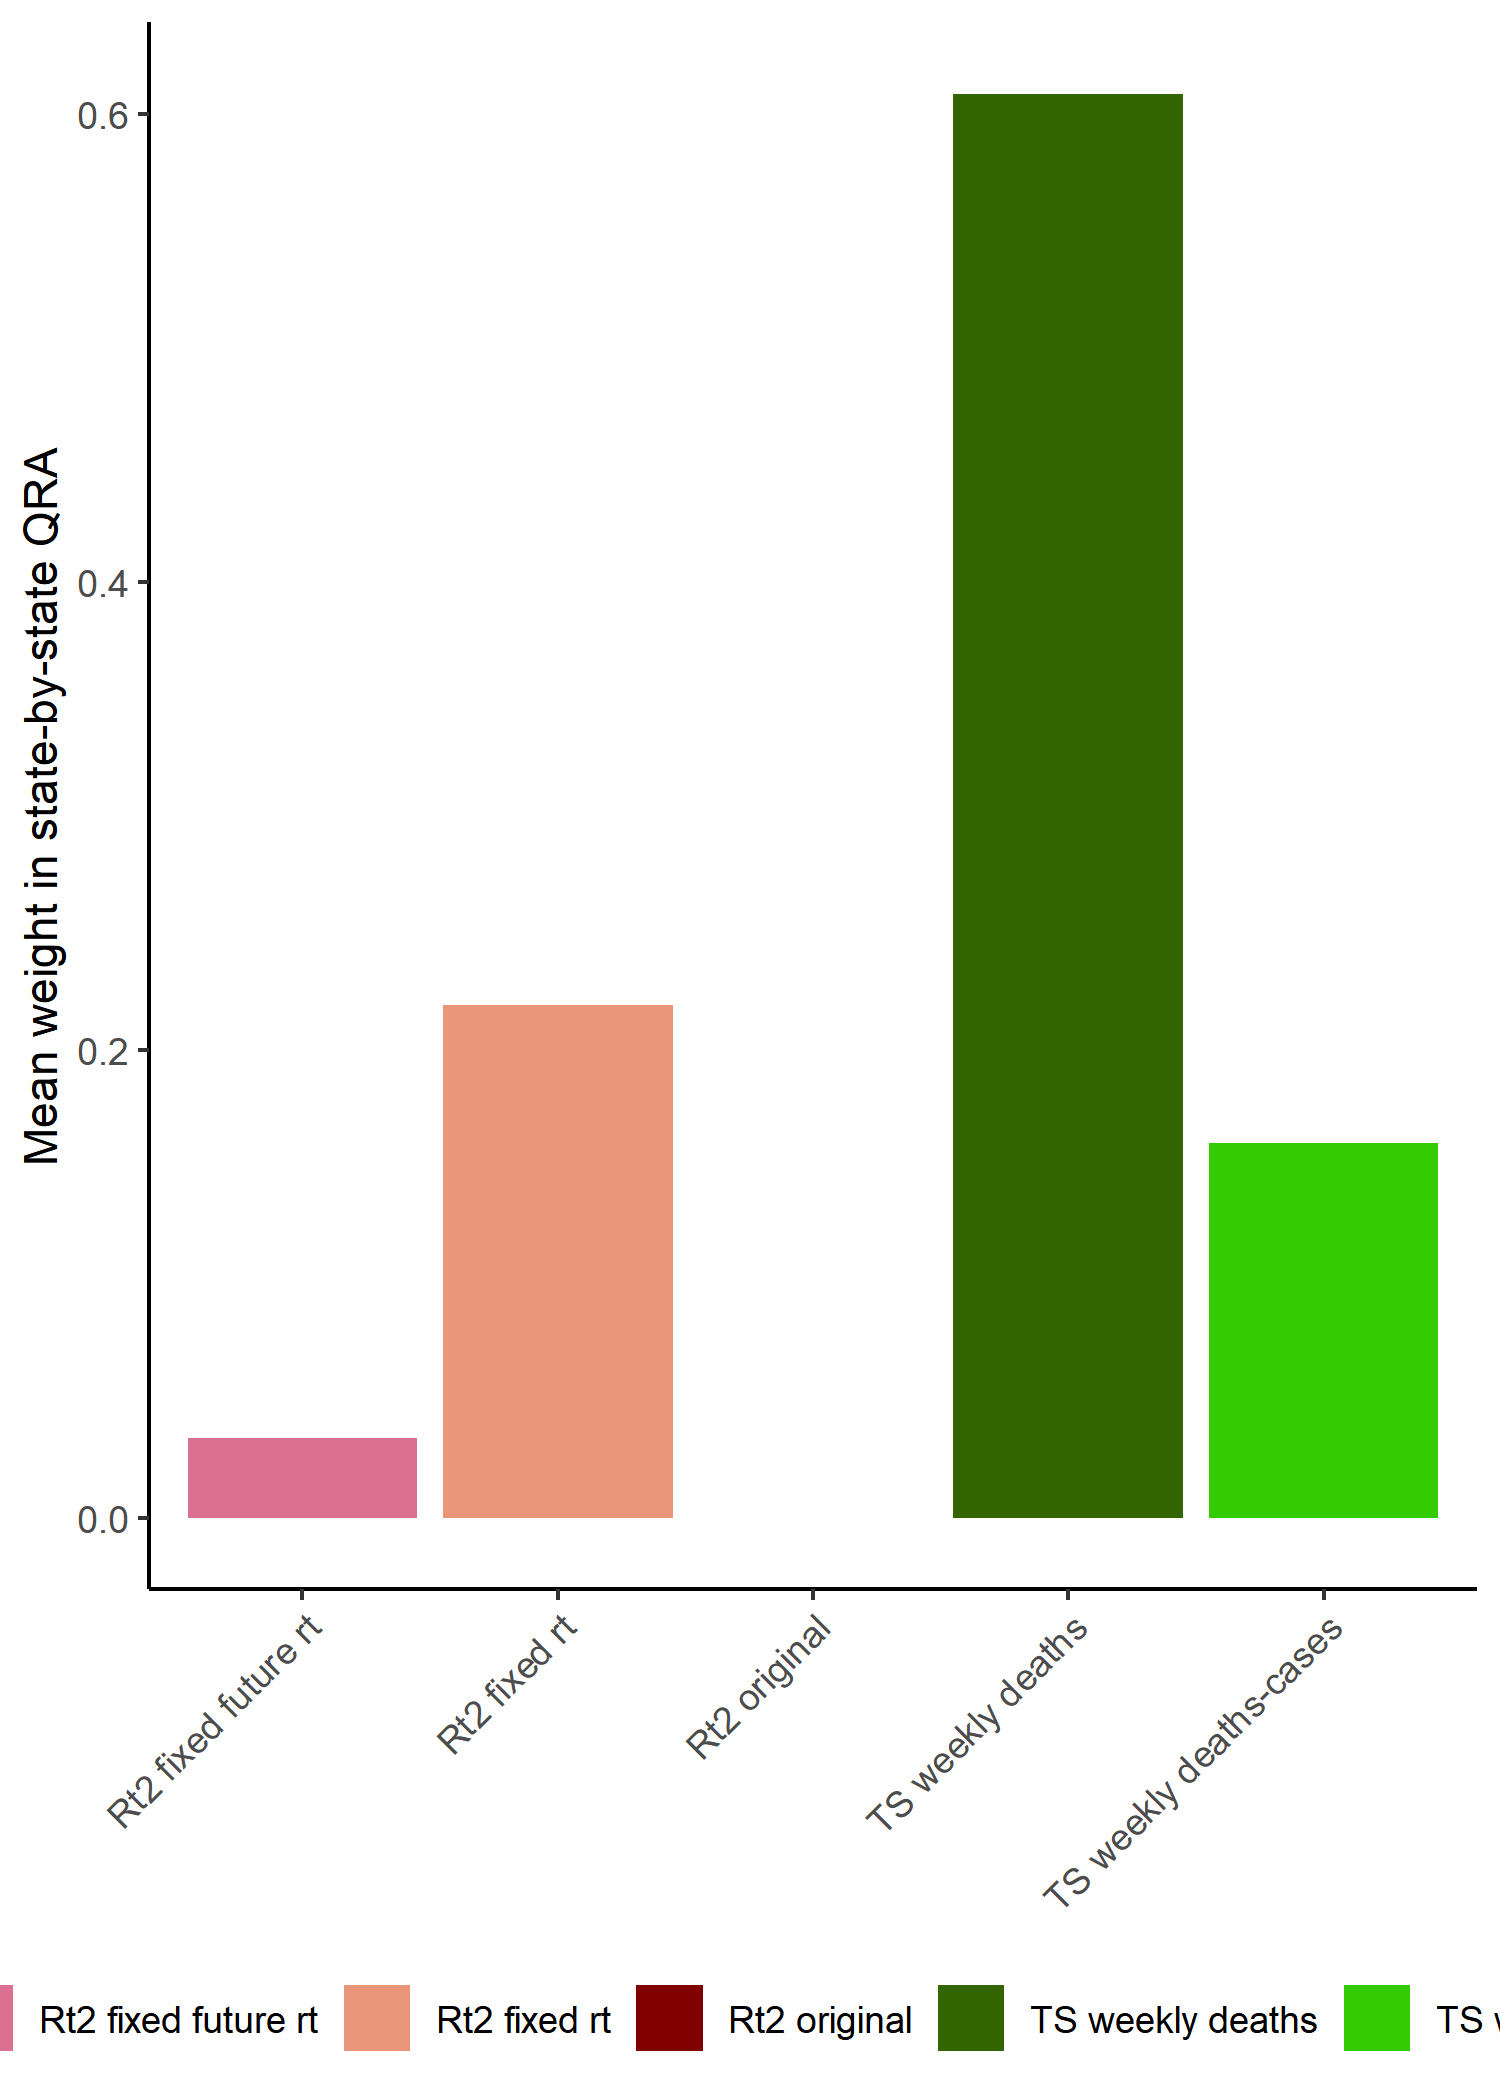 Mean weight in state-by-state QRA
0.6
0.4
0.2
0.0
Rt2 fixed future rt
Rt2 fixed rt
Rt2 original
TS weekly deaths
TS weekly deaths-cases
Rt2 fixed future rt
Rt2 fixed rt
Rt2 original
TS weekly deaths
TS